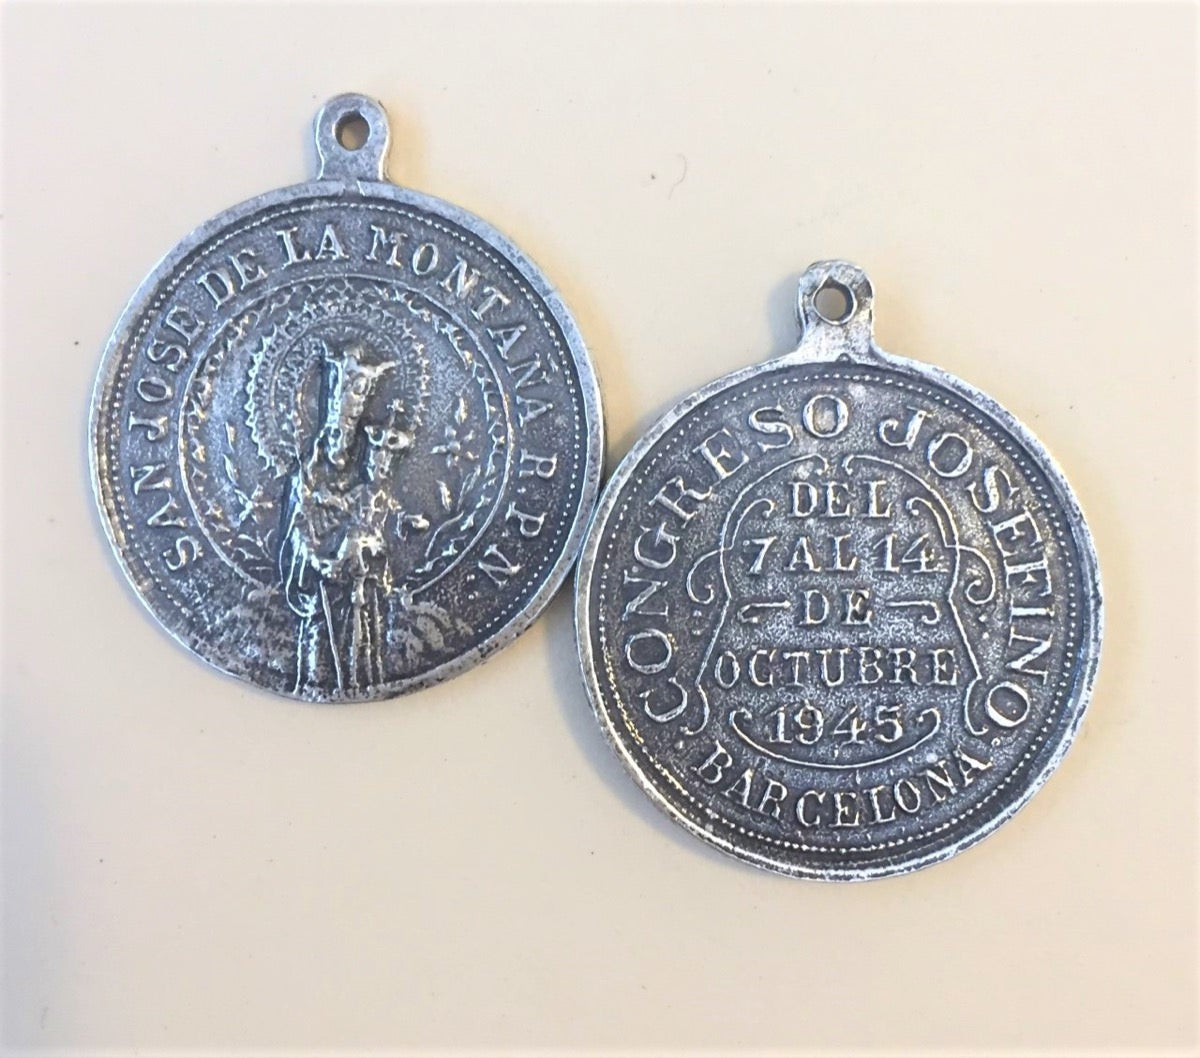 SAN JOSE DE LA MONTAÑA R.P.N.
CONGRESO JOSEFINO
DEL
7 AL 14
DE
OCTUBRE
1945
BARCELONA